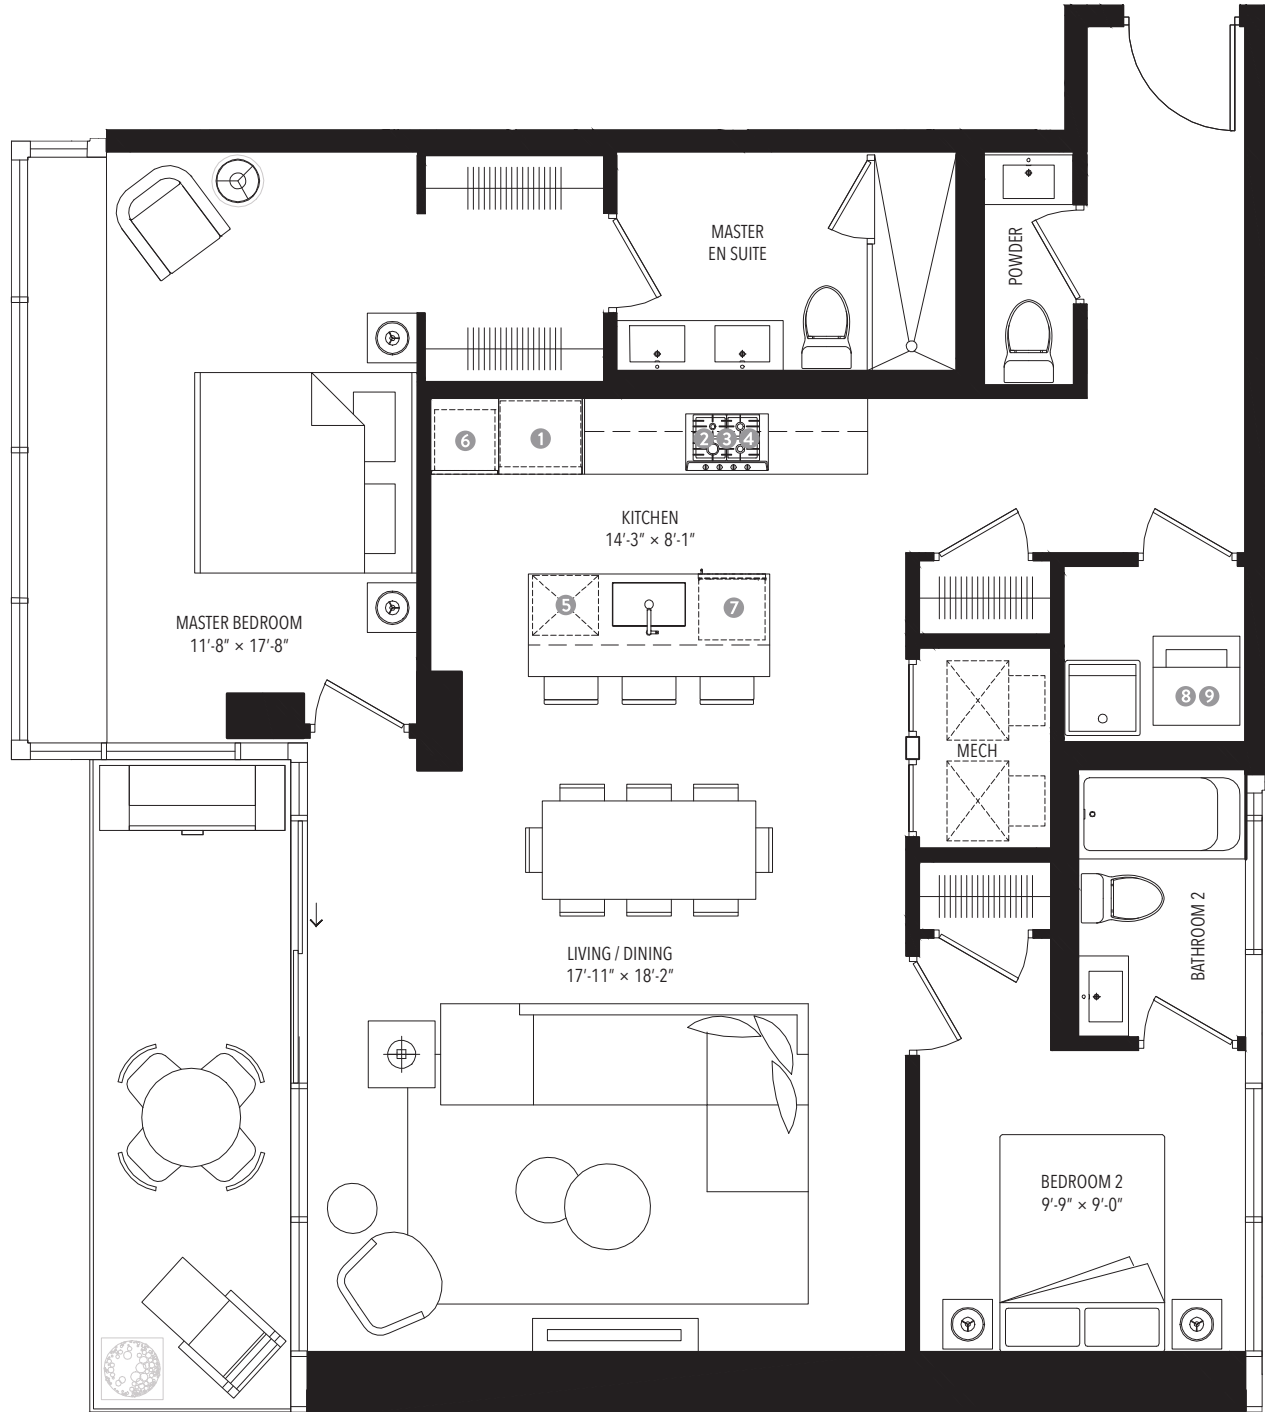 MASTER
EN SUITE
POWDER
6
1
2 3 4
KITCHEN
14'-3" × 8'-1"
5
7
MASTER BEDROOM
11'-8" × 17'-8"
8 9
MECH
BATHROOM 2
LIVING / DINING
17'-11" × 18'-2"
BEDROOM 2
9'-9" × 9'-0"